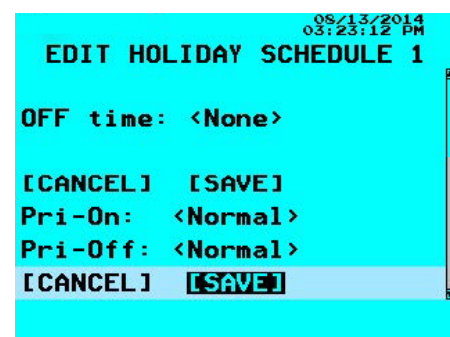 08/13/2014
03:23:12 PM
EDIT HOLIDAY SCHEDULE 1
OFF time: <None>
[CANCEL] [SAVE]
Pri-On: <Normal>
Pri-Off: <Normal>
[CANCEL] [SAVE]